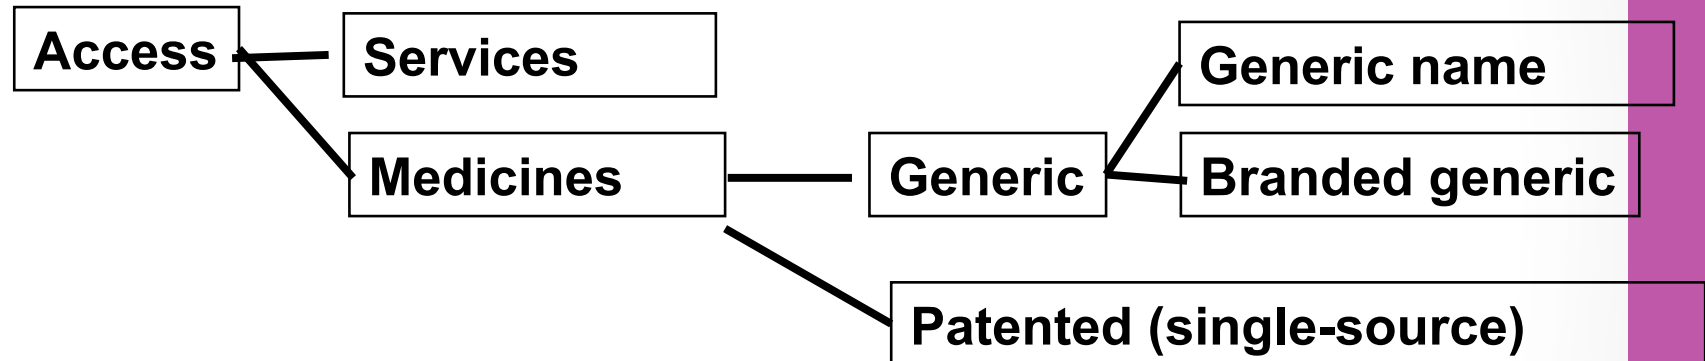 Access
Services
Generic name
Medicines
Generic
Branded generic
Patented (single-source)